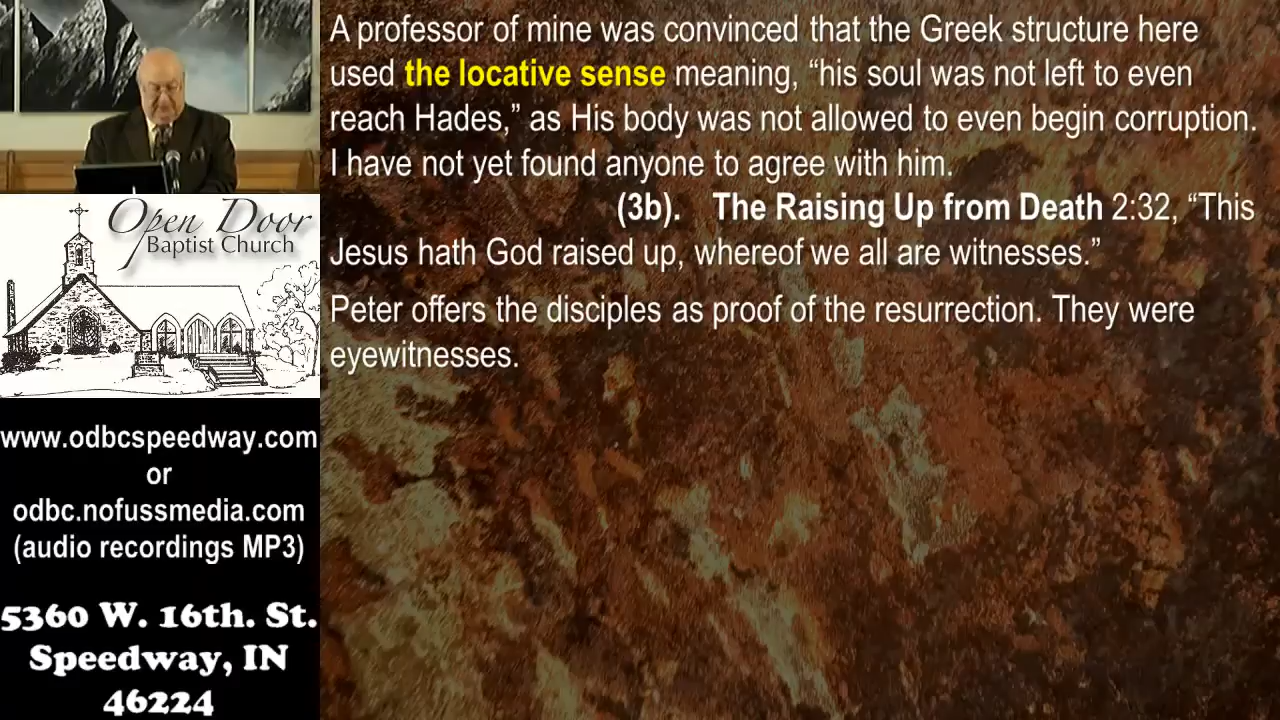 A professor of mine was convinced that the Greek structure here
used the locative sense meaning, “his soul was not left to even
reach Hades,” as His body was not allowed to even begin corruption.
I have not yet found anyone to agree with him.
(3b). The Raising Up from Death 2:32, “This
Jesus hath God raised up, whereof we all are witnesses.”
Peter offers the disciples as proof of the resurrection. They were
eyewitnesses.
Open Door
Baptist Church
www.odbcspeedway.com
or
odbc.nofussmedia.com
(audio recordings MP3)
5360 W. 16th. St.
Speedway, IN
46224